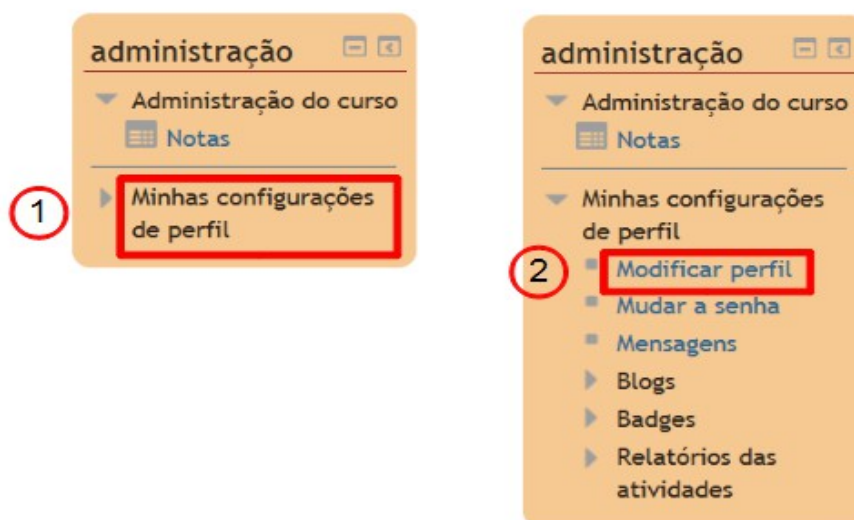 administração
Administração do curso
Notas
1
Minhas configurações
de perfil
administração
Administração do curso
Notas
Minhas configurações
de perfil
2
Modificar perfil
Mudar a senha
Mensagens
Blogs
Badges
Relatórios das
atividades